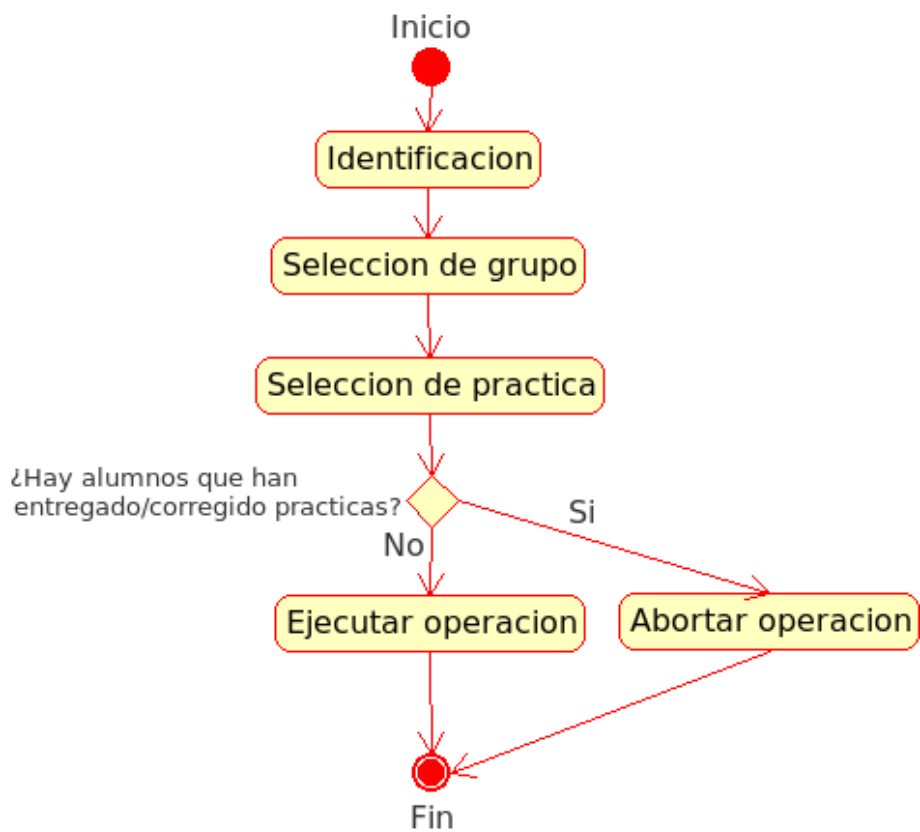 Inicio
Identificacion
Seleccion de grupo
Seleccion de practica
¿Hay alumnos que han
entregado/corregido practicas?
Si
No
Ejecutar operacion
Abortar operacion
Fin